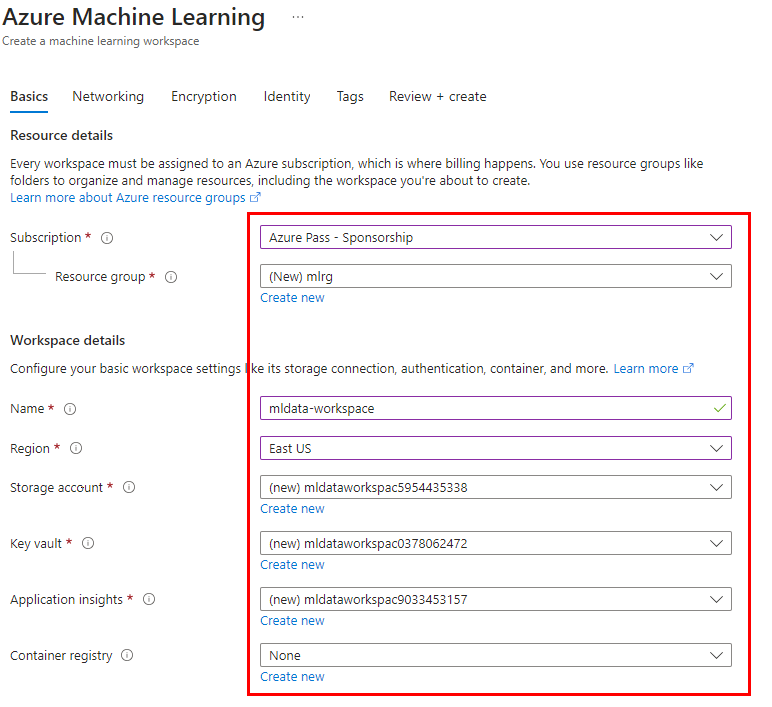 Azure Machine Learning ...
Create a machine learning workspace
Basics Networking Encryption Identity Tags Review + create
Resource details
Every workspace must be assigned to an Azure subscription, which is where billing happens. You use resource groups like
folders to organize and manage resources, including the workspace you're about to create.
Learn more about Azure resource groups
Subscription * Azure Pass - Sponsorship
Resource group * (New) mlrg
Create new
Workspace details
Configure your basic workspace settings like its storage connection, authentication, container, and more. Learn more
Name * mldata-workspace
Region * East US
Storage account * (new) mldataworkspac5954435338
Create new
Key vault * (new) mldataworkspac0378062472
Create new
Application insights * (new) mldataworkspac9033453157
Create new
Container registry None
Create new